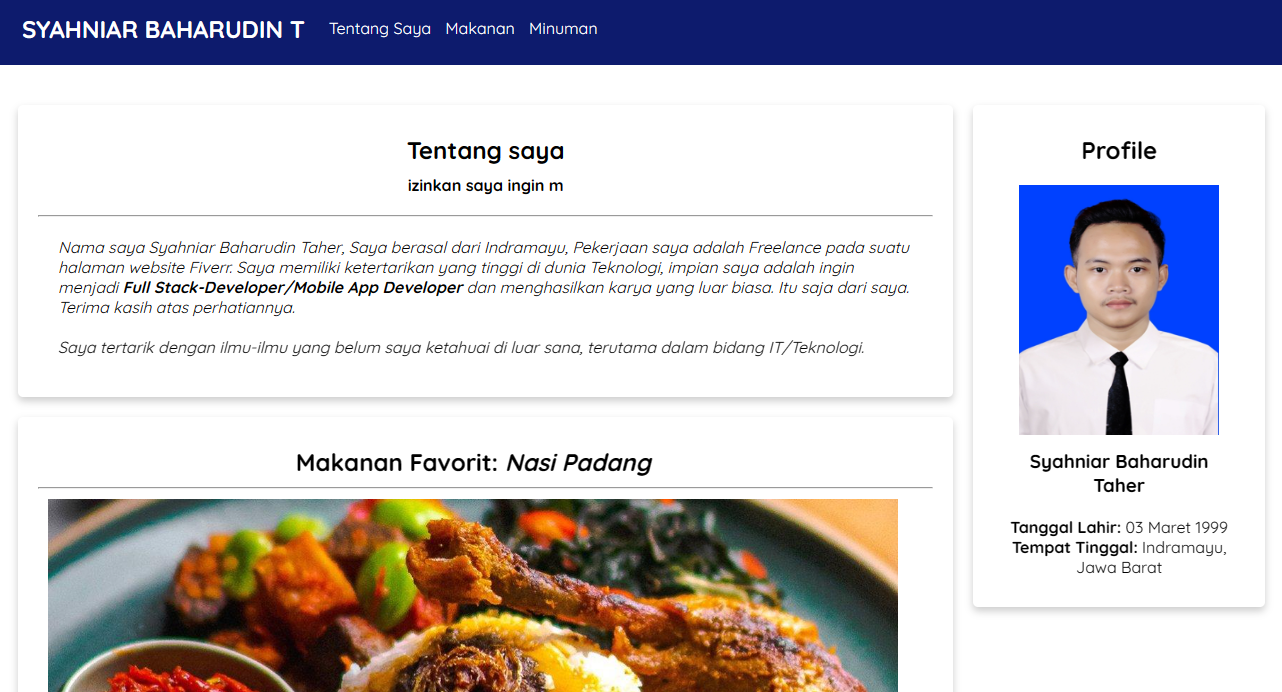 SYAHNIAR BAHARUDIN T Tentang Saya Makanan Minuman
Tentang saya
izinkan saya ingin m
Nama saya Syahniar Baharudin Taher, Saya berasal dari Indramayu, Pekerjaan saya adalah Freelance pada suatu
halaman website Fiverr. Saya memiliki ketertarikan yang tinggi di dunia Teknologi, impian saya adalah ingin
menjadi Full Stack-Developer/Mobile App Developer dan menghasilkan karya yang luar biasa. Itu saja dari saya.
Terima kasih atas perhatiannya.
Saya tertarik dengan ilmu-ilmu yang belum saya ketahuai di luar sana, terutama dalam bidang IT/Teknologi.
Makanan Favorit: Nasi Padang
Profile
Syahniar Baharudin
Taher
Tanggal Lahir: 03 Maret 1999
Tempat Tinggal: Indramayu,
Jawa Barat